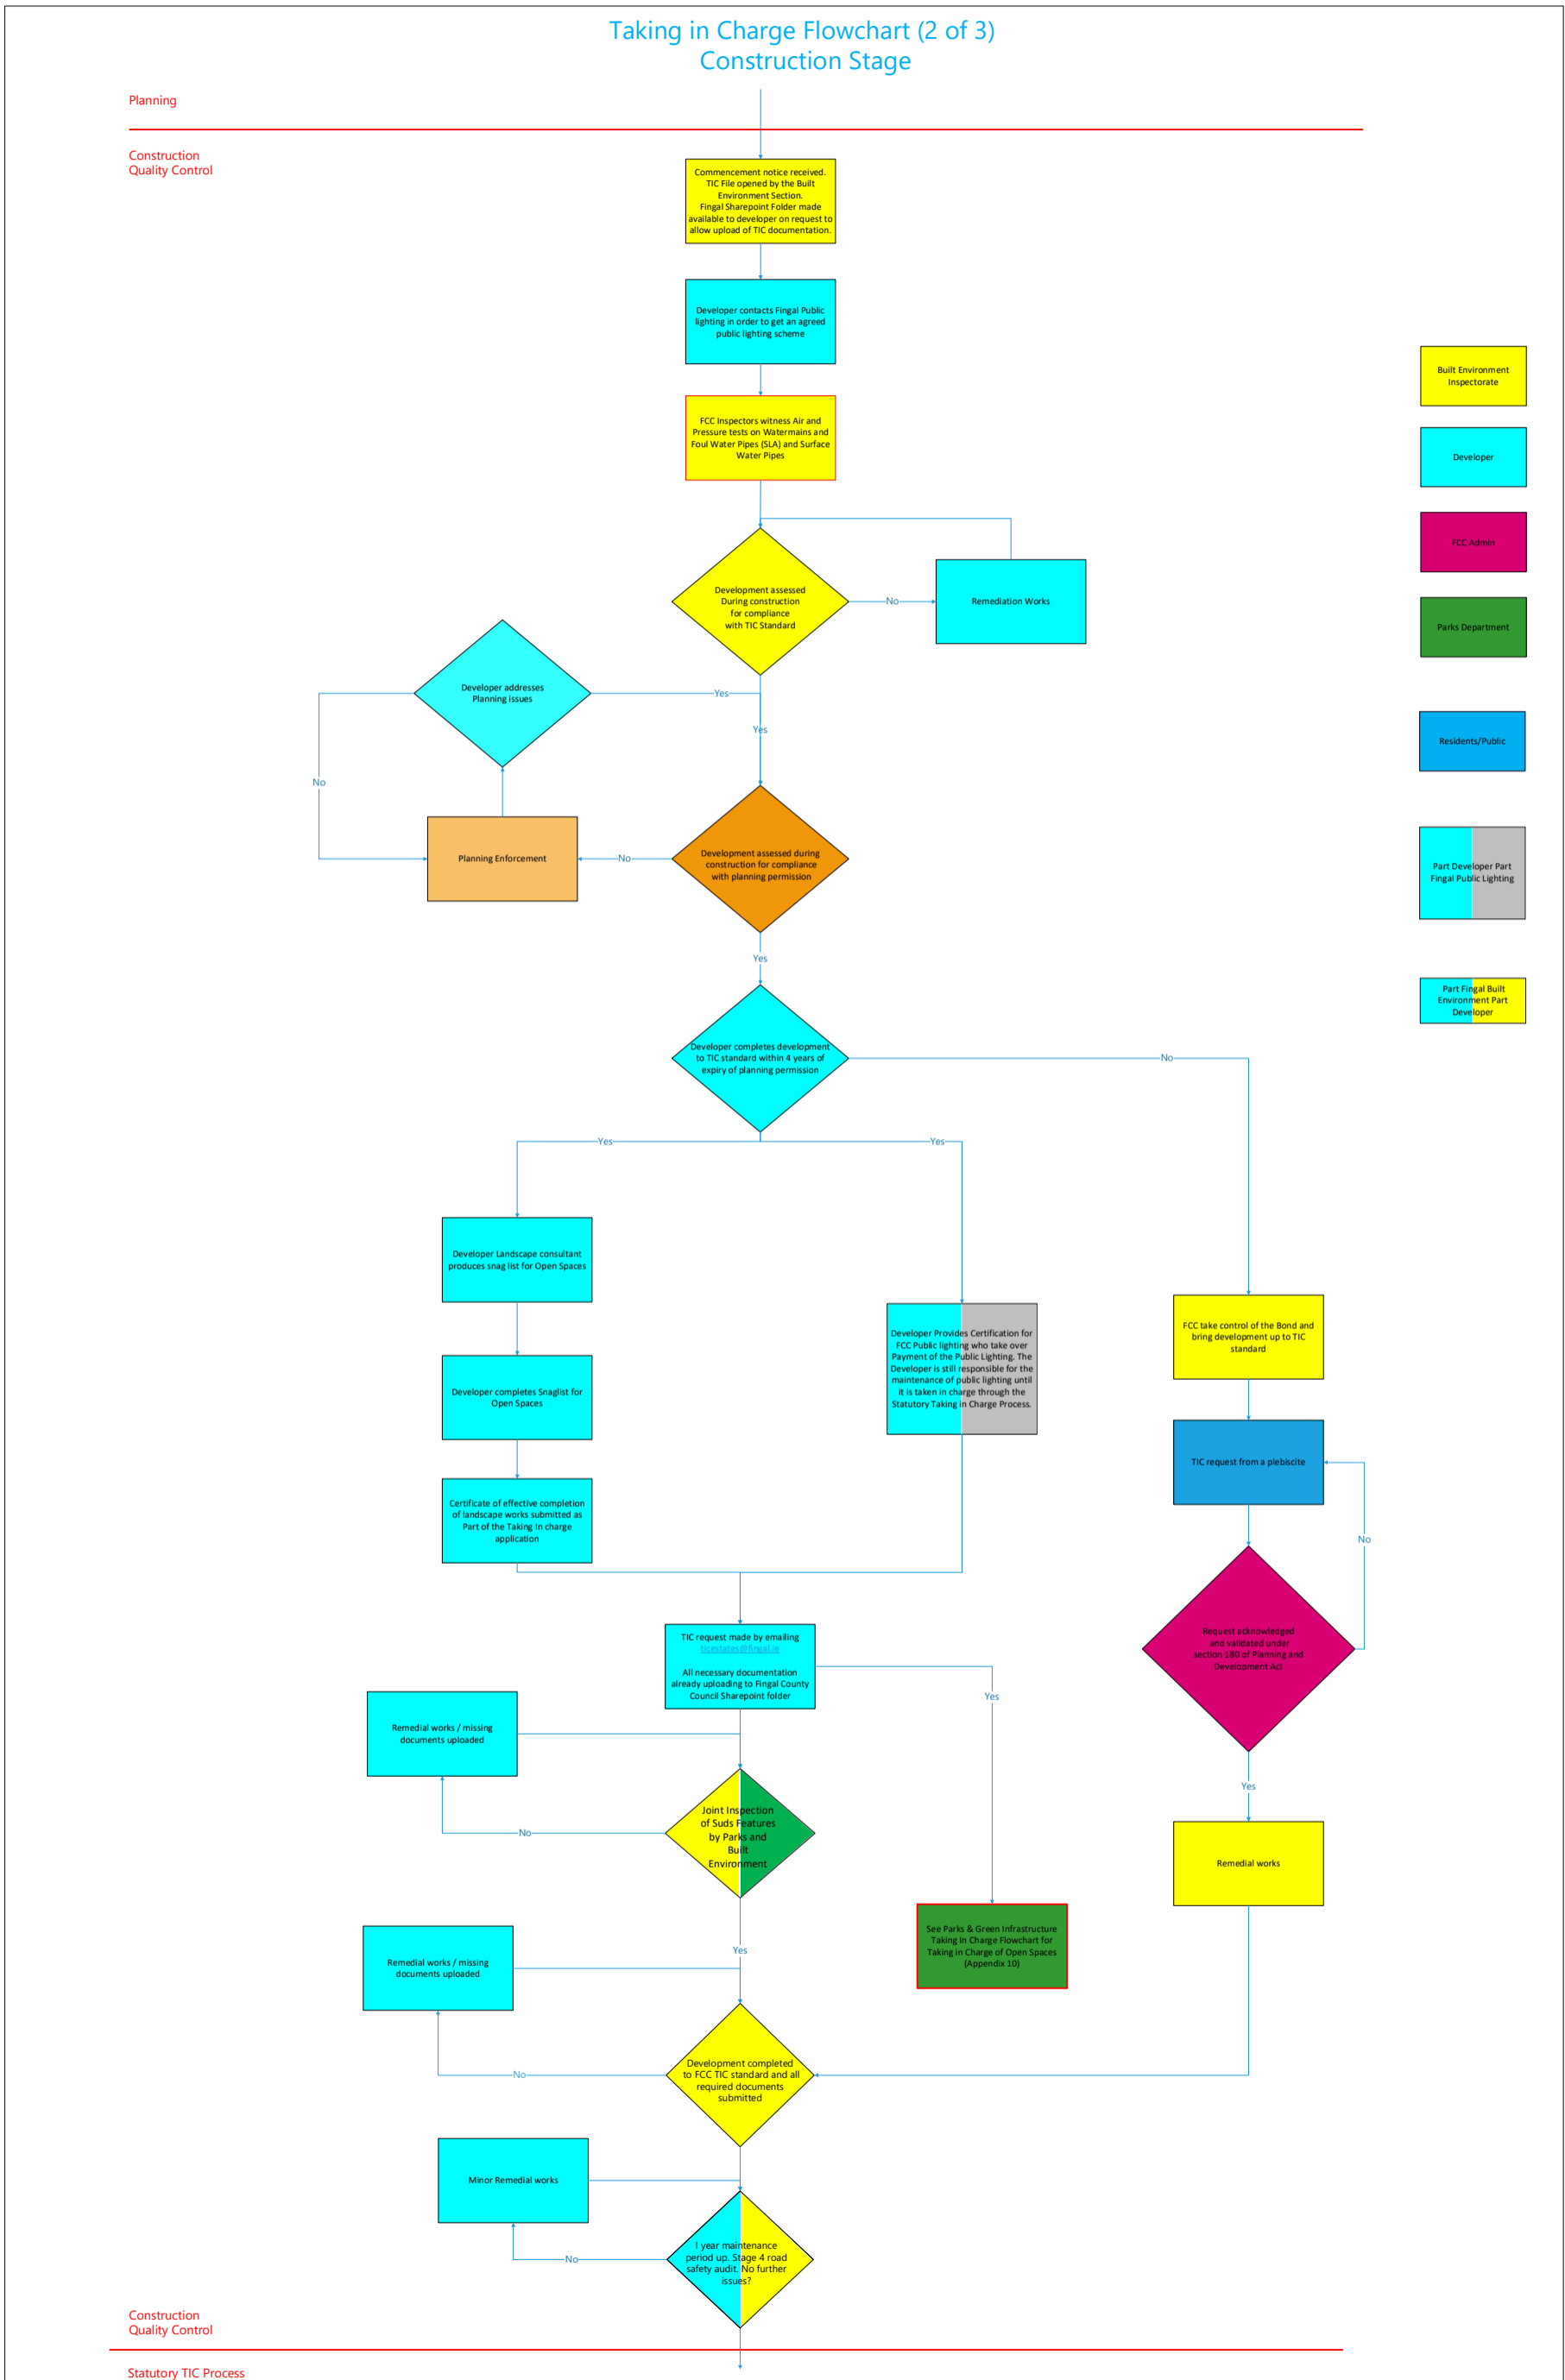 Taking in Charge Flowchart (2 of 3)
Construction Stage
Planning
Construction
Quality Control
Commencement notice received.
TIC File opened by the Built
Environment Section.
Fingal Sharepoint Folder made
available to developer on request to
allow upload of TIC documentation.
Developer contacts Fingal Public
lighting in order to get an agreed
public lighting scheme
FCC Inspectors witness Air and
Pressure tests on Watermains and
Foul Water Pipes (SLA) and Surface
Water Pipes
Development assessed
During construction
for compliance
with TIC Standard
No
Remediation Works
Developer addresses
Planning issues
Yes
Yes
No
Planning Enforcement
No
Development assessed during
construction for compliance
with planning permission
Yes
Developer completes development
to TIC standard within 4 years of
expiry of planning permission
No
Yes
Yes
Developer Landscape consultant
produces snag list for Open Spaces
Developer completes Snaglist for
Open Spaces
Certificate of effective completion
of landscape works submitted as
Part of the Taking In charge
application
Developer Provides Certification for
FCC Public lighting who take over
Payment of the Public Lighting. The
Developer is still responsible for the
maintenance of public lighting until
it is taken in charge through the
Statutory Taking in Charge Process.
FCC take control of the Bond and
bring development up to TIC
standard
TIC request from a plebiscite
No
Request acknowledged
and validated under
section 180 of Planning and
Development Act
Yes
Remedial works
TIC request made by emailing
ticestates@fingal.ie
All necessary documentation
already uploading to Fingal County
Council Sharepoint folder
Yes
Remedial works / missing
documents uploaded
No
Joint Inspection
of Suds Features
by Parks and
Built
Environment
Yes
See Parks & Green Infrastructure
Taking In Charge Flowchart for
Taking in Charge of Open Spaces
(Appendix 10)
Remedial works / missing
documents uploaded
No
Development completed
to FCC TIC standard and all
required documents
submitted
Minor Remedial works
No
I year maintenance
period up. Stage 4 road
safety audit. No further
issues?
Construction
Quality Control
Statutory TIC Process
Built Environment
Inspectorate
Developer
FCC Admin
Parks Department
Residents/Public
Part Developer Part
Fingal Public Lighting
Part Fingal Built
Environment Part
Developer